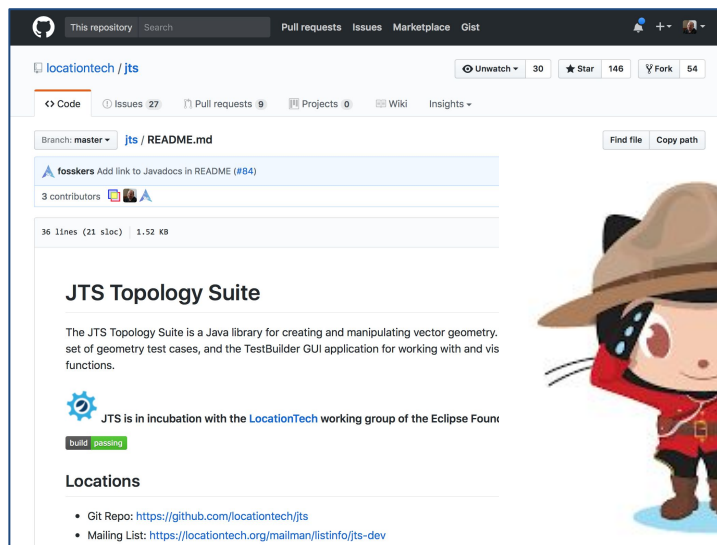 This repository Search Pull requests Issues Marketplace Gist
locationtech / jts Unwatch 30 Star 146 Fork 54
Code Issues 27 Pull requests 9 Projects 0 Wiki Insights
Branch: master jts / README.md Find file Copy path
fosskers Add link to Javadocs in README (#84)
3 contributors
36 lines (21 sloc) 1.52 KB
JTS Topology Suite
The JTS Topology Suite is a Java library for creating and manipulating vector geometry.
set of geometry test cases, and the TestBuilder GUI application for working with and vis
functions.
JTS is in incubation with the LocationTech working group of the Eclipse Foun
build passing
Locations
• Git Repo: https://github.com/locationtech/jts
• Mailing List: https://locationtech.org/mailman/listinfo/jts-dev